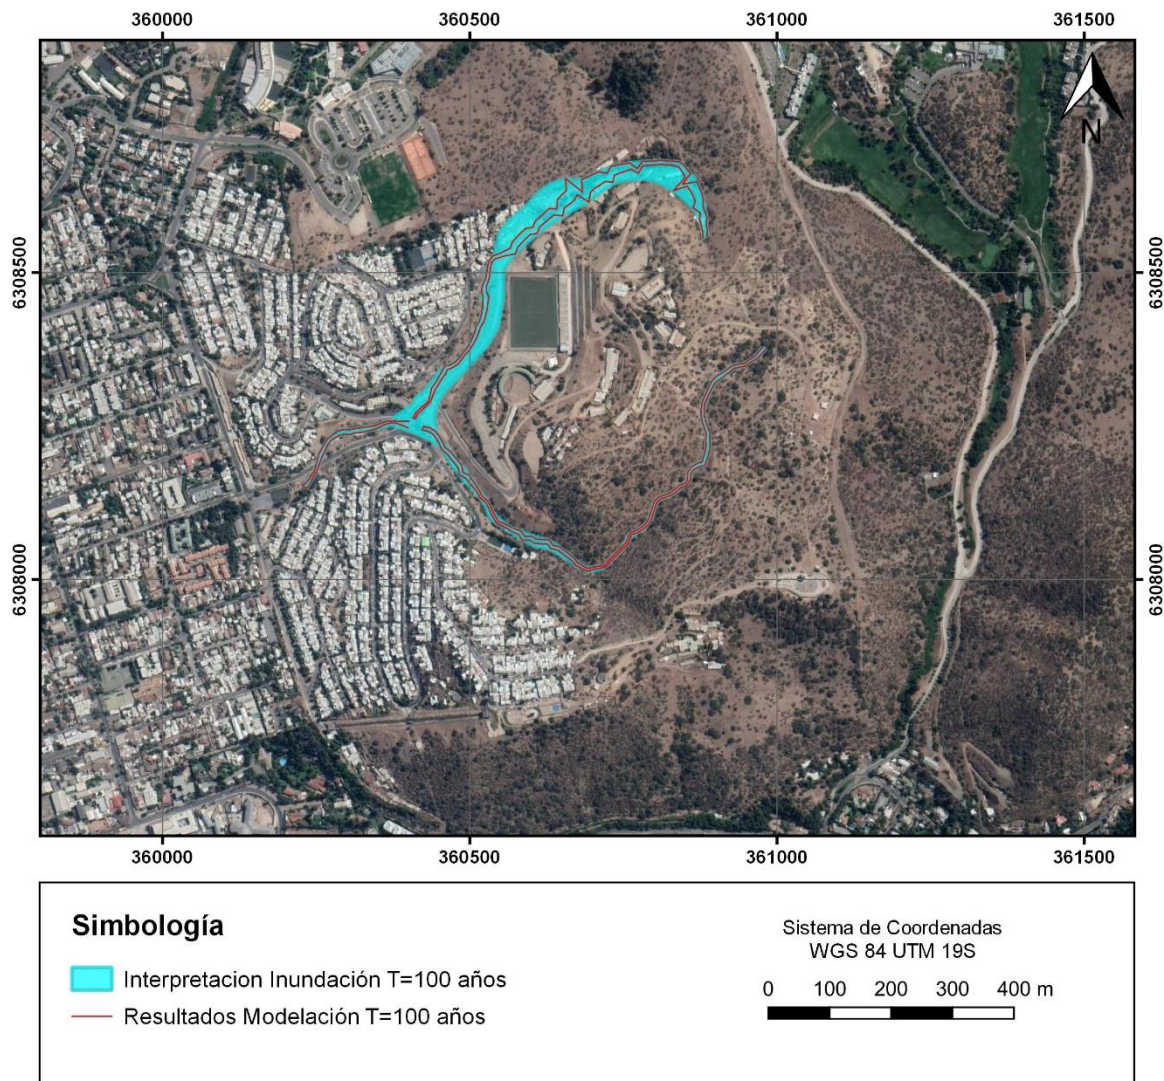 360000 360500 361000 361500
N
6308500 6308500
6308000 6308000
360000 360500 361000 361500
Simbología
Interpretacion Inundación T=100 años
Resultados Modelación T=100 años
Sistema de Coordenadas
WGS 84 UTM 19S
0 100 200 300 400 m